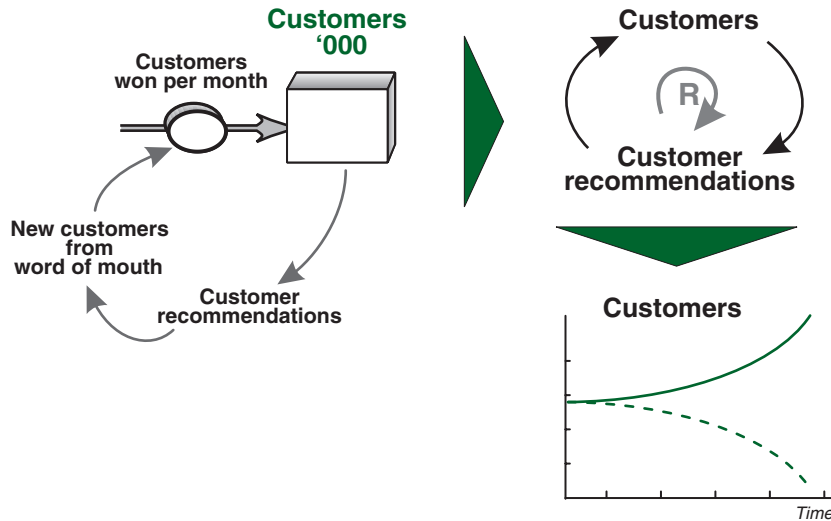 Customers
‘000
Customers
won per month
New customers
from
word of mouth
Customer
recommendations
Customers
R
Customer
recommendations
Customers
Time